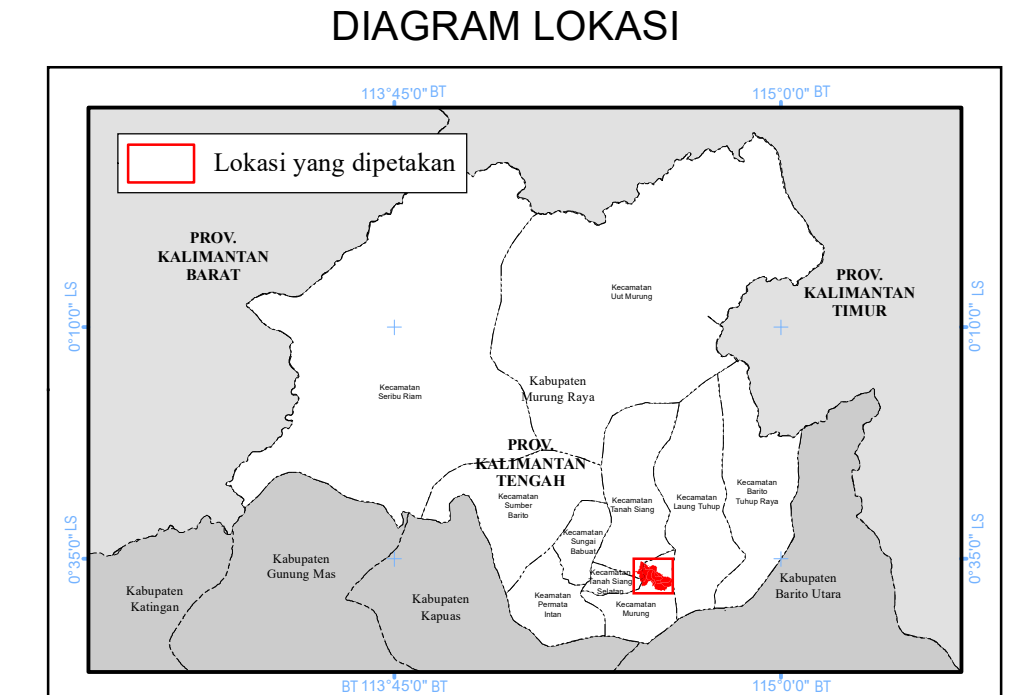 DIAGRAM LOKASI
113°45'0" BT
115°0'0" BT
Lokasi yang dipetakan
PROV.
KALIMANTAN
BARAT
PROV.
KALIMANTAN
TIMUR
Kecamatan
Uut Murung
0°10'0" LS
0°10'0" LS
Kecamatan
Seribu Riam
Kabupaten
Murung Raya
PROV.
KALIMANTAN
TENGAH
Kecamatan
Sumber
Barito
Kecamatan
Tanah Siang
Kecamatan
Laung Tuhup
Kecamatan
Barito
Tuhup Raya
Kecamatan
Sungai
Babuat
0°35'0" LS
0°35'0" LS
Kabupaten
Gunung Mas
Kecamatan
Tanah Siang
Selatan
Kabupaten
Katingan
Kabupaten
Kapuas
Keamatan
Permata
Intan
Kecamatan
Murung
Kabupaten
Barito Utara
BT 113°45'0" BT
115°0'0" BT